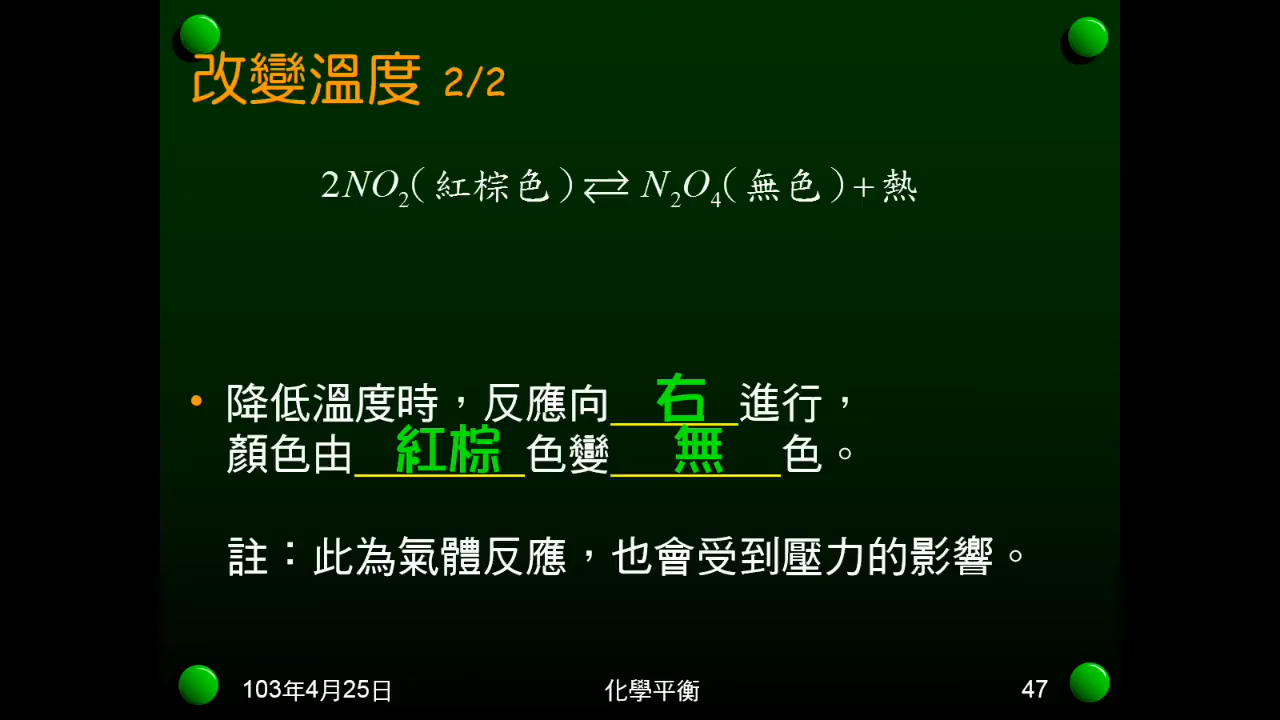 改變溫度 2/2
2NO₂(紅棕色)⇌N₂O₄(無色)+熱
• 降低溫度時，反應向右進行，
顏色由紅棕色變無色。
註：此為氣體反應，也會受到壓力的影響。
103年4月25日 化學平衡 47